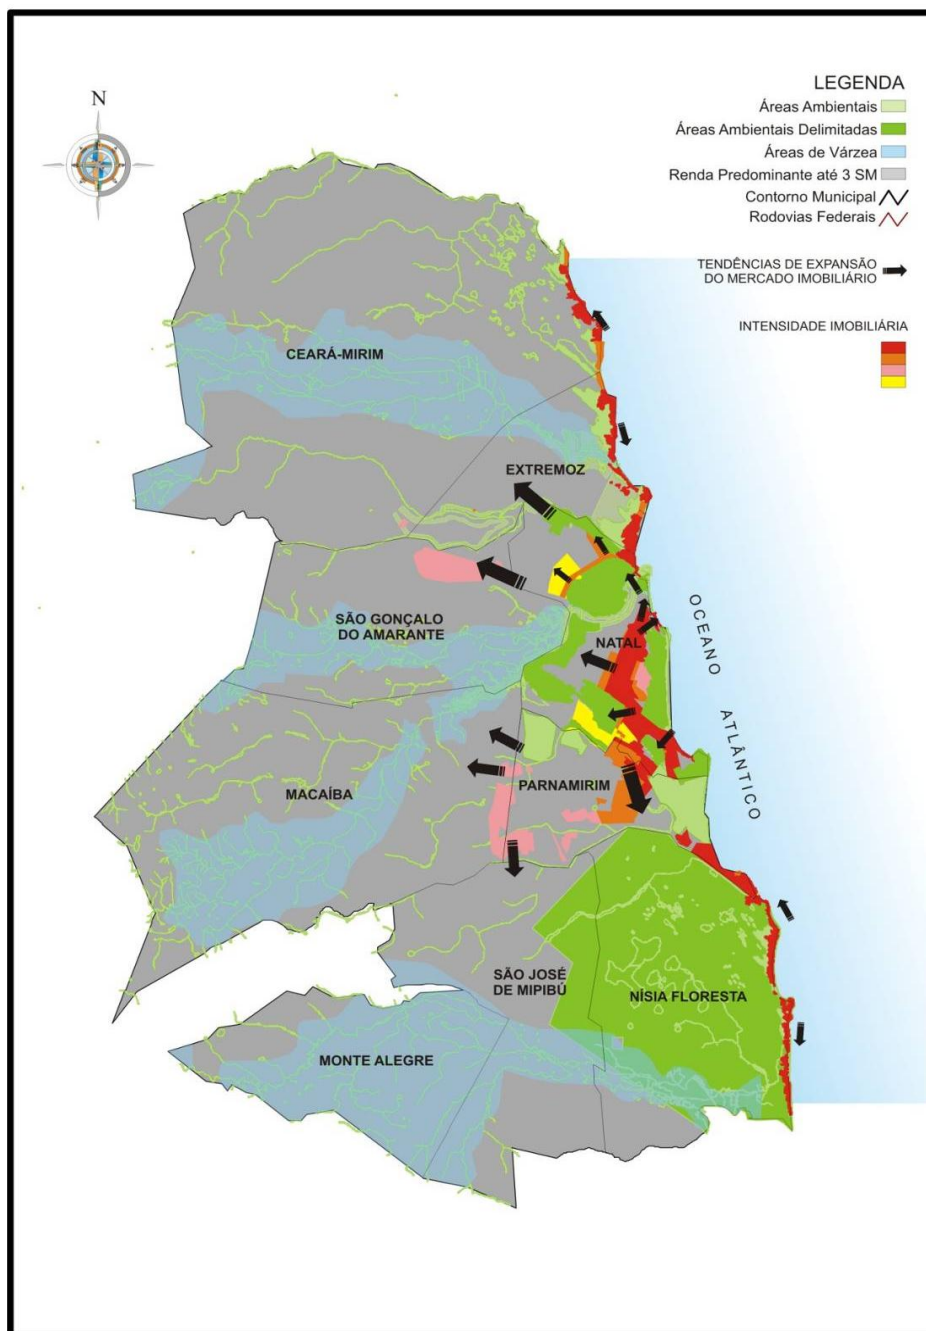 N
LEGENDA
Áreas Ambientais
Áreas Ambientais Delimitadas
Áreas de Várzea
Renda Predominante até 3 SM
Contorno Municipal
Rodovias Federais
TENDÊNCIAS DE EXPANSÃO
DO MERCADO IMOBILIÁRIO
INTENSIDADE IMOBILIÁRIA
CEARÁ-MIRIM
EXTREMOZ
SÃO GONÇALO
DO AMARANTE
NATAL
OCEANO ATLÂNTICO
MACAÍBA
PARNAMIRIM
SÃO JOSÉ
DE MIPIBÚ
NÍSIA FLORESTA
MONTE ALEGRE